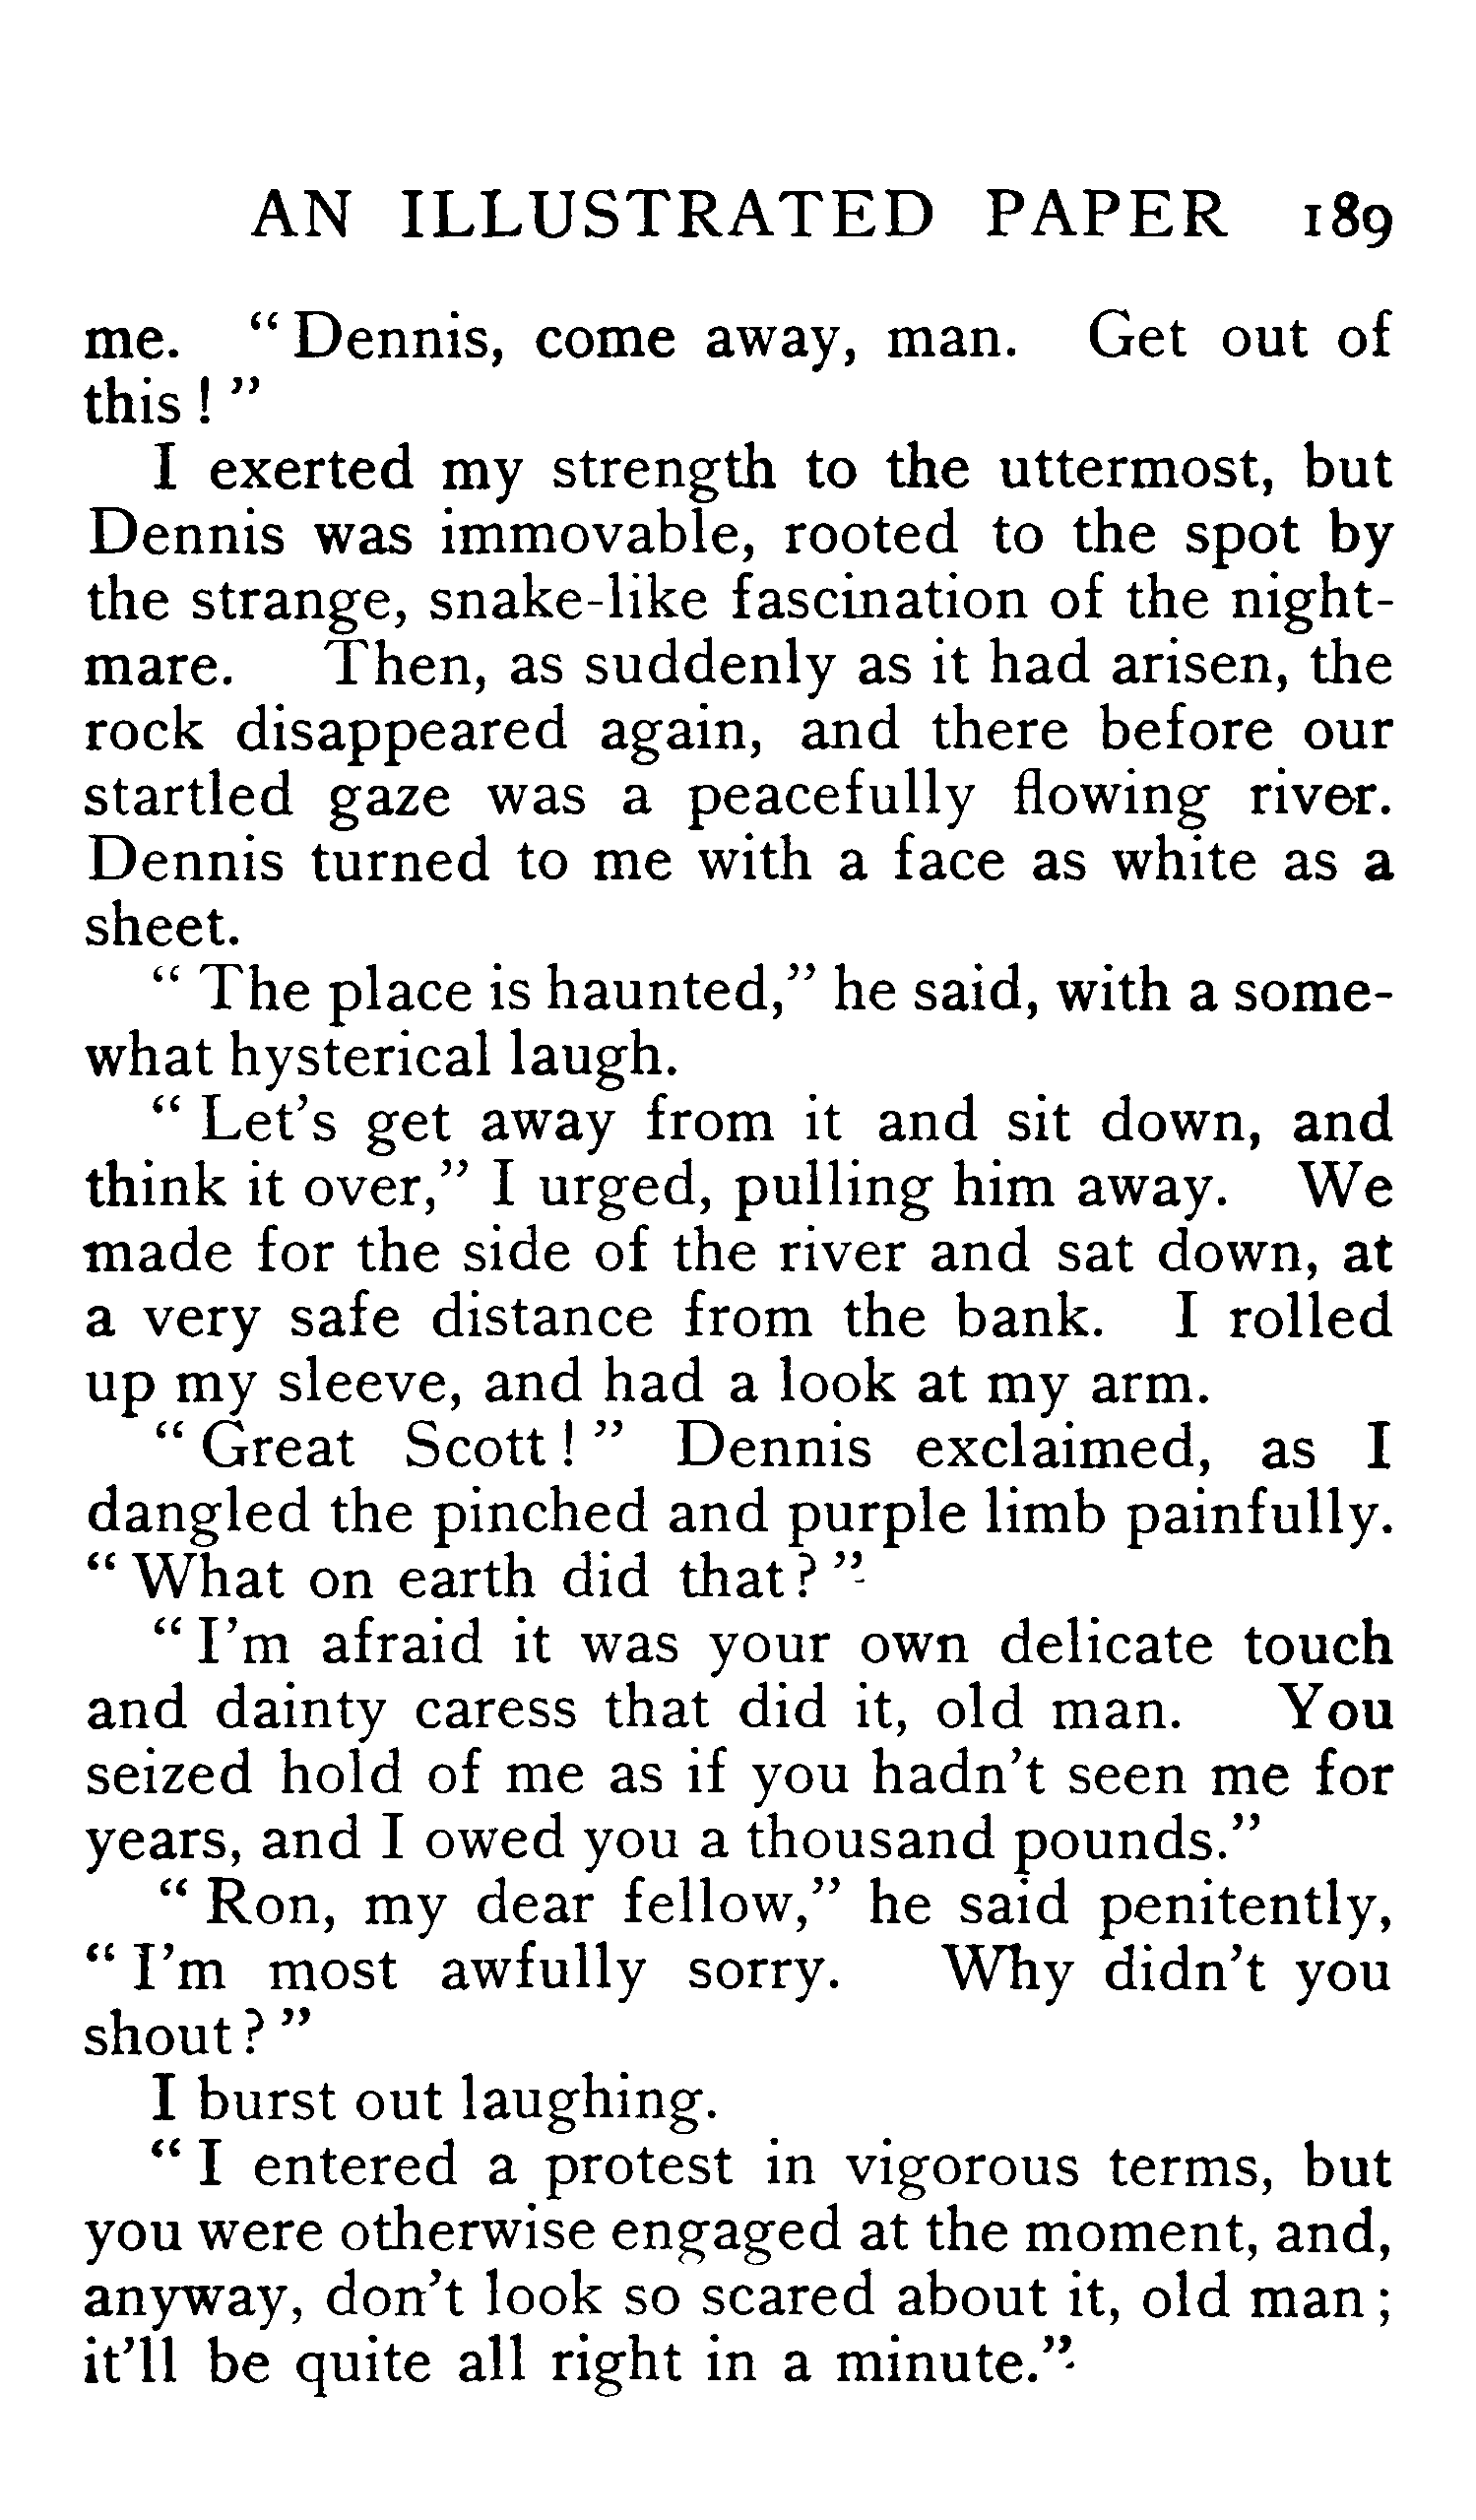 AN ILLUSTRATED PAPER 189
me. "Dennis, come away, man. Get out of
this!"
I exerted my strength to the uttermost, but
Dennis was immovable, rooted to the spot by
the strange, snake-like fascination of the night-
mare. Then, as suddenly as it had arisen, the
rock disappeared again, and there before our
startled gaze was a peacefully flowing river.
Dennis turned to me with a face as white as a
sheet.
"The place is haunted," he said, with a some-
what hysterical laugh.
"Let's get away from it and sit down, and
think it over," I urged, pulling him away. We
made for the side of the river and sat down, at
a very safe distance from the bank. I rolled
up my sleeve, and had a look at my arm.
"Great Scott!" Dennis exclaimed, as I
dangled the pinched and purple limb painfully.
"What on earth did that?"
"I'm afraid it was your own delicate touch
and dainty caress that did it, old man. You
seized hold of me as if you hadn't seen me for
years, and I owed you a thousand pounds."
"Ron, my dear fellow," he said penitently,
"I'm most awfully sorry. Why didn't you
shout?"
I burst out laughing.
"I entered a protest in vigorous terms, but
you were otherwise engaged at the moment, and,
anyway, don't look so scared about it, old man;
it'll be quite all right in a minute."